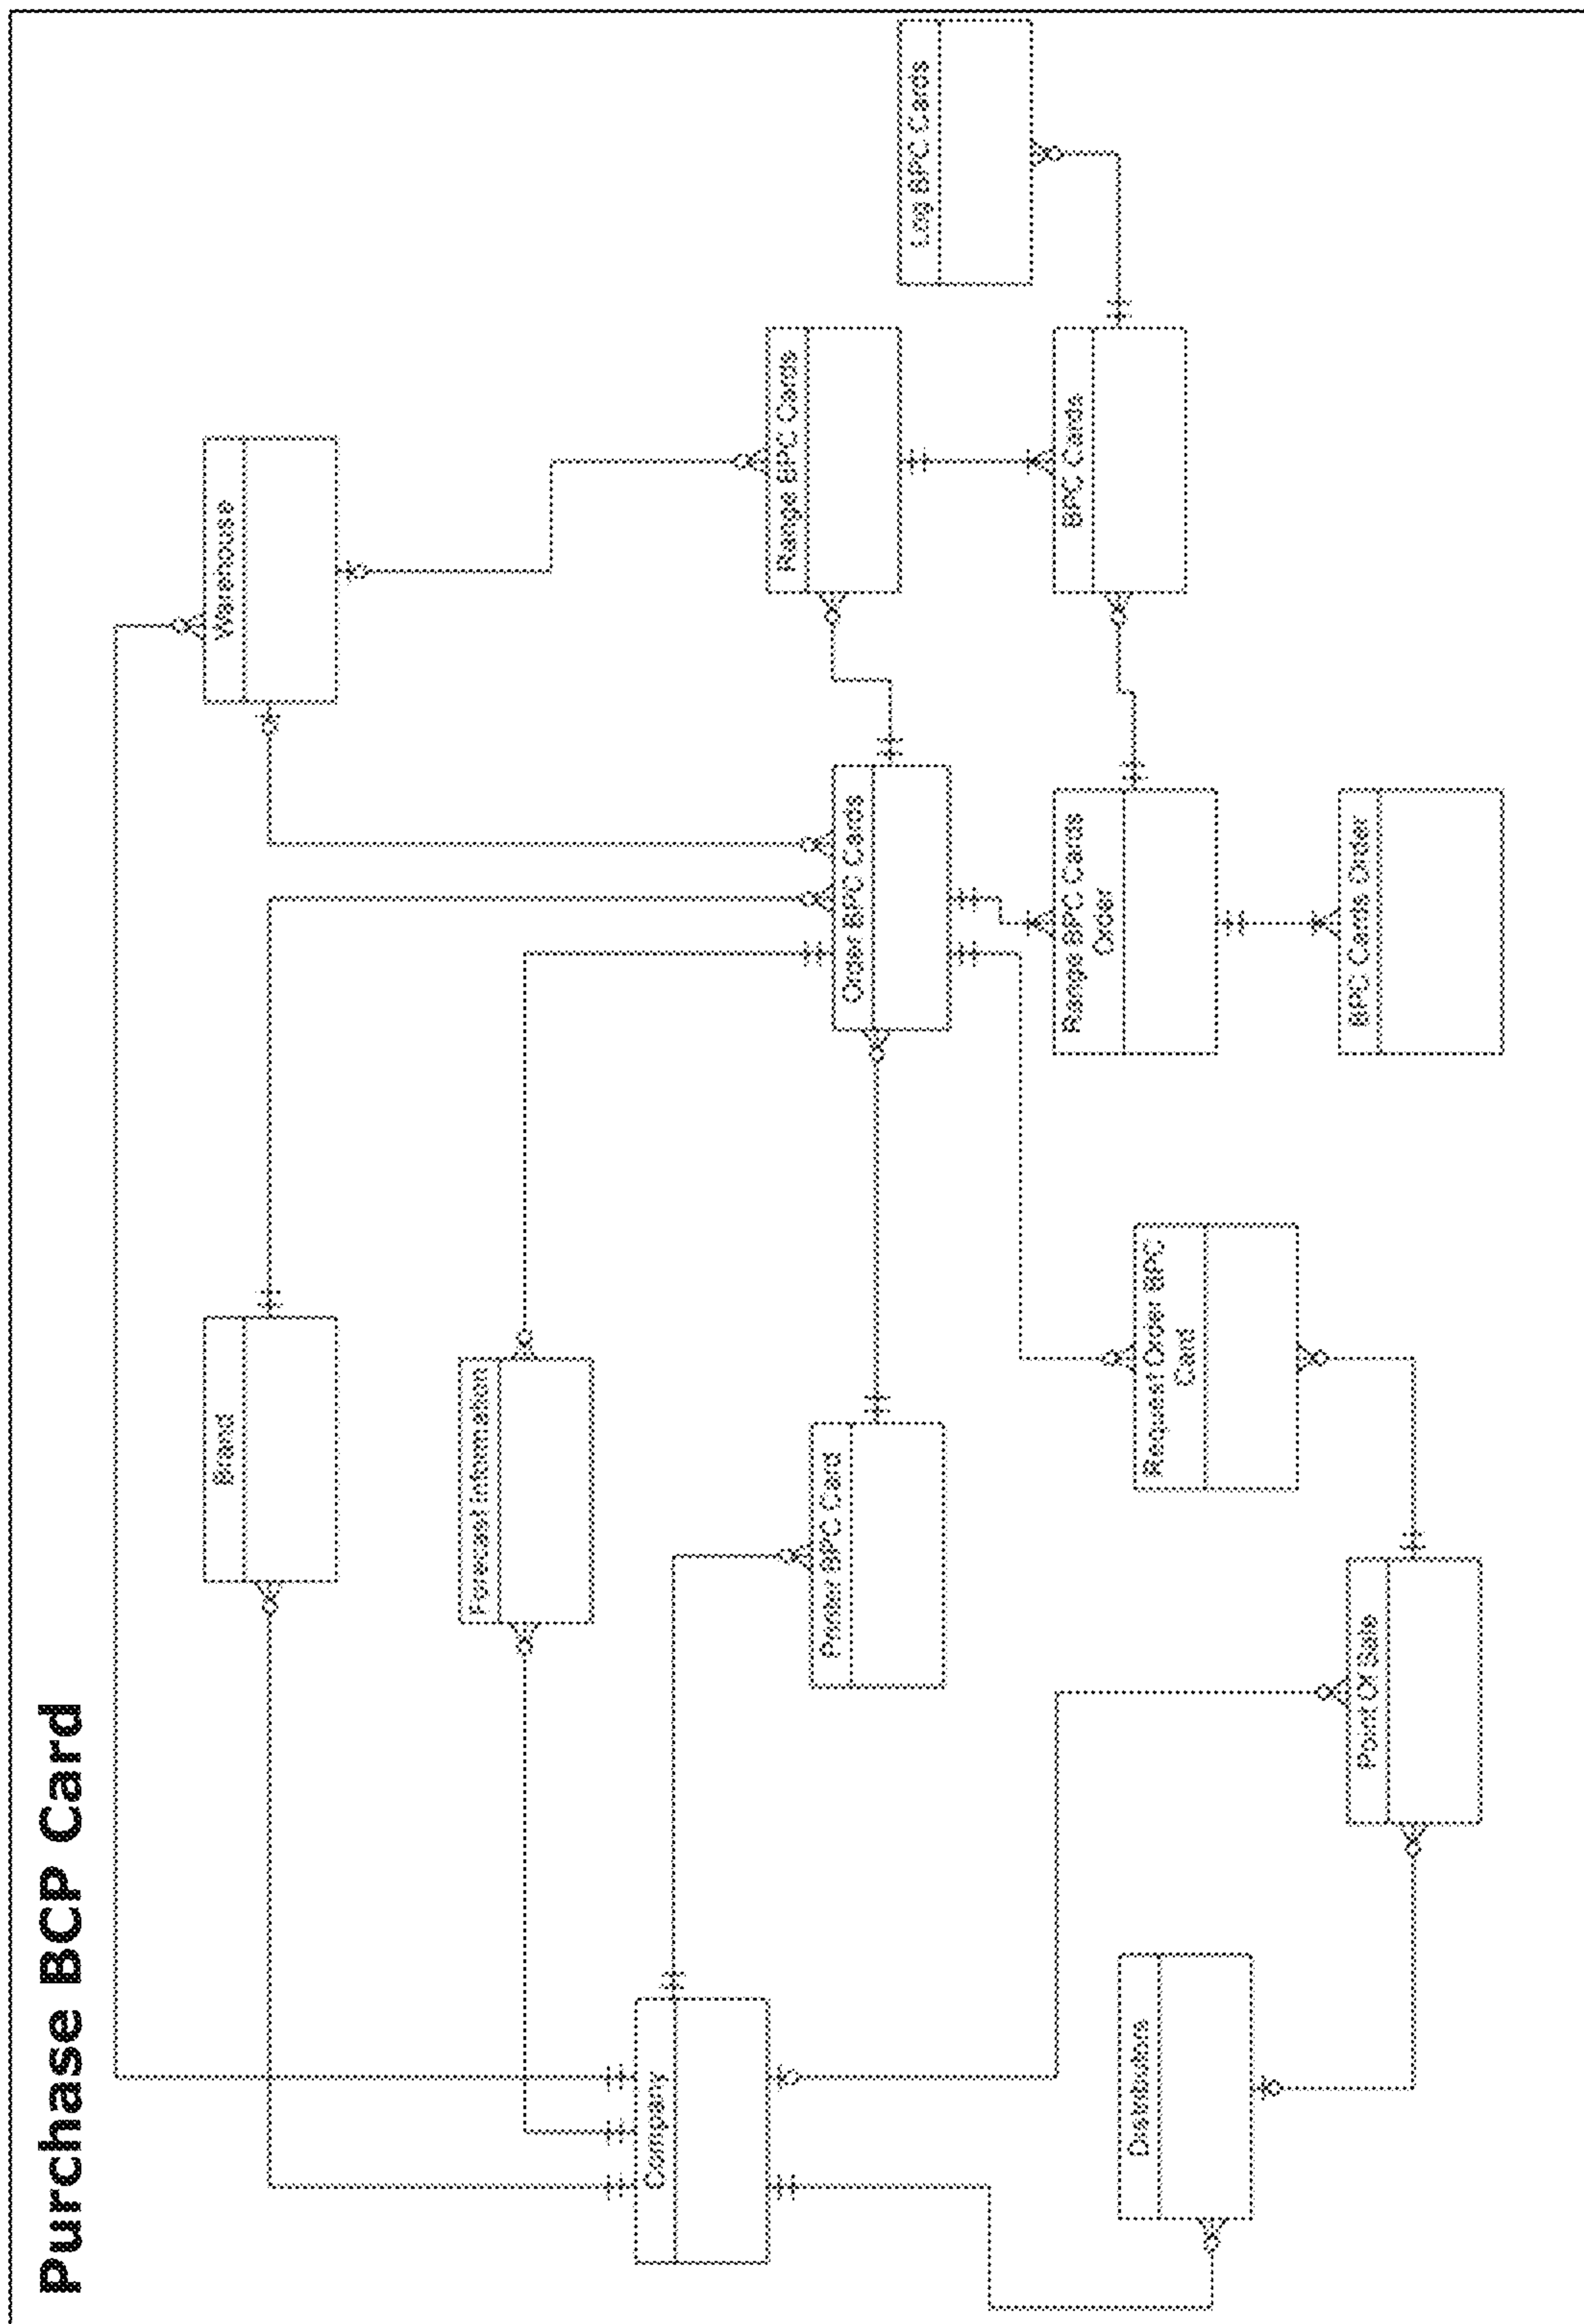 Purchase BCP Card
Warehouse
Brand
Forecast Information
Company
Range BPC Cards
Printer BPC Card
Order BPC Cards
Log BPC Cards
BPC Cards
Range BPC Cards
Order
Distributors
Request Order BPC
Card
BPC Cards Order
Point Of Sale